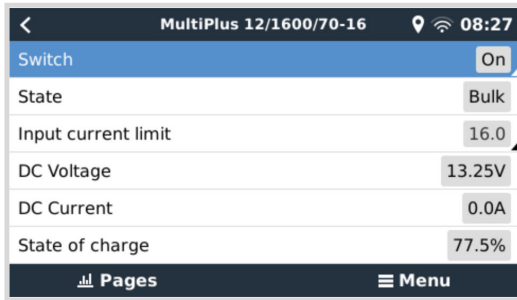 MultiPlus 12/1600/70-16 08:27
Switch On
State Bulk
Input current limit 16.0
DC Voltage 13.25V
DC Current 0.0A
State of charge 77.5%
Pages Menu